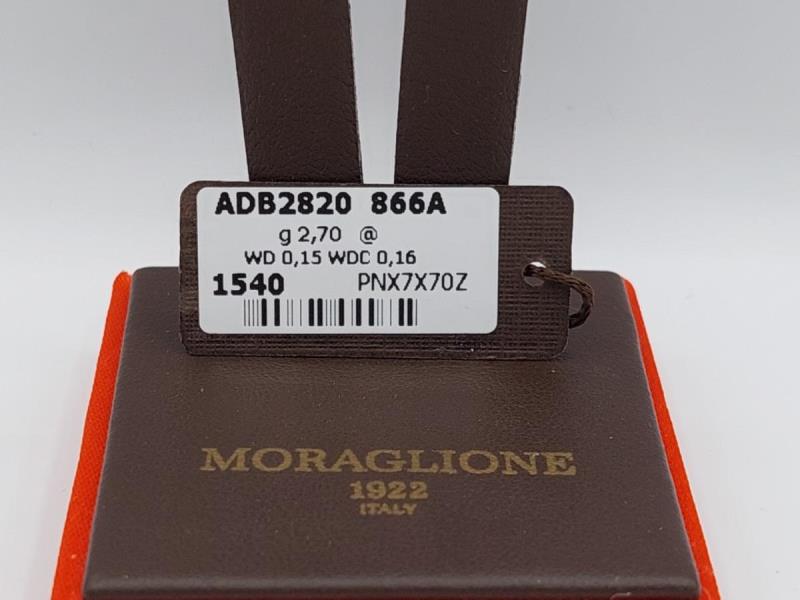 ADB2820 866A
g 2,70 @
WD 0,15 WDC 0,16
1540 PNX7X70Z
MORAGLIONE
1922
ITALY